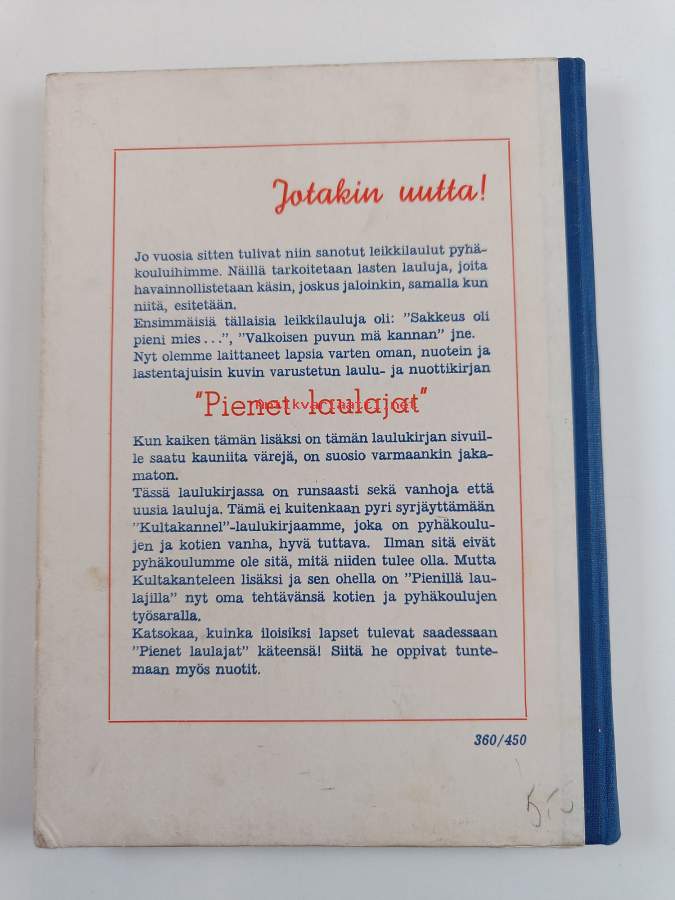 Jotakin uutta!
Jo vuosia sitten tulivat niin sanotut leikkilaulut pyhä-
kouluihimme. Näillä tarkoitetaan lasten lauluja, joita
havainnollistetaan käsin, joskus jaloinkin, samalla kun
niitä, esitetään.
Ensimmäisiä tällaisia leikkilauluja oli: "Sakkeus oli
pieni mies...", "Valkoisen puvun mä kannan" jne.
Nyt olemme laittaneet lapsia varten oman, nuotein ja
lastentajuisin kuvin varustetun laulu- ja nuottikirjan
"Pienet laulajat"
antikvariaatti.net
Kun kaiken tämän lisäksi on tämän laulukirjan sivuil-
le saatu kauniita värejä, on suosio varmaankin jaka-
maton.
Tässä laulukirjassa on runsaasti sekä vanhoja että
uusia lauluja. Tämä ei kuitenkaan pyri syrjäyttämään
"Kultakannel"-laulukirjaamme, joka on pyhäkoulu-
jen ja kotien vanha, hyvä tuttava. Ilman sitä eivät
pyhäkoulumme ole sitä, mitä niiden tulee olla. Mutta
Kultakanteleen lisäksi ja sen ohella on "Pienillä lau-
lajilla" nyt oma tehtävänsä kotien ja pyhäkoulujen
työsaralla.
Katsokaa, kuinka iloisiksi lapset tulevat saadessaan
"Pienet laulajat" käteensä! Siitä he oppivat tunte-
maan myös nuotit.
360/450